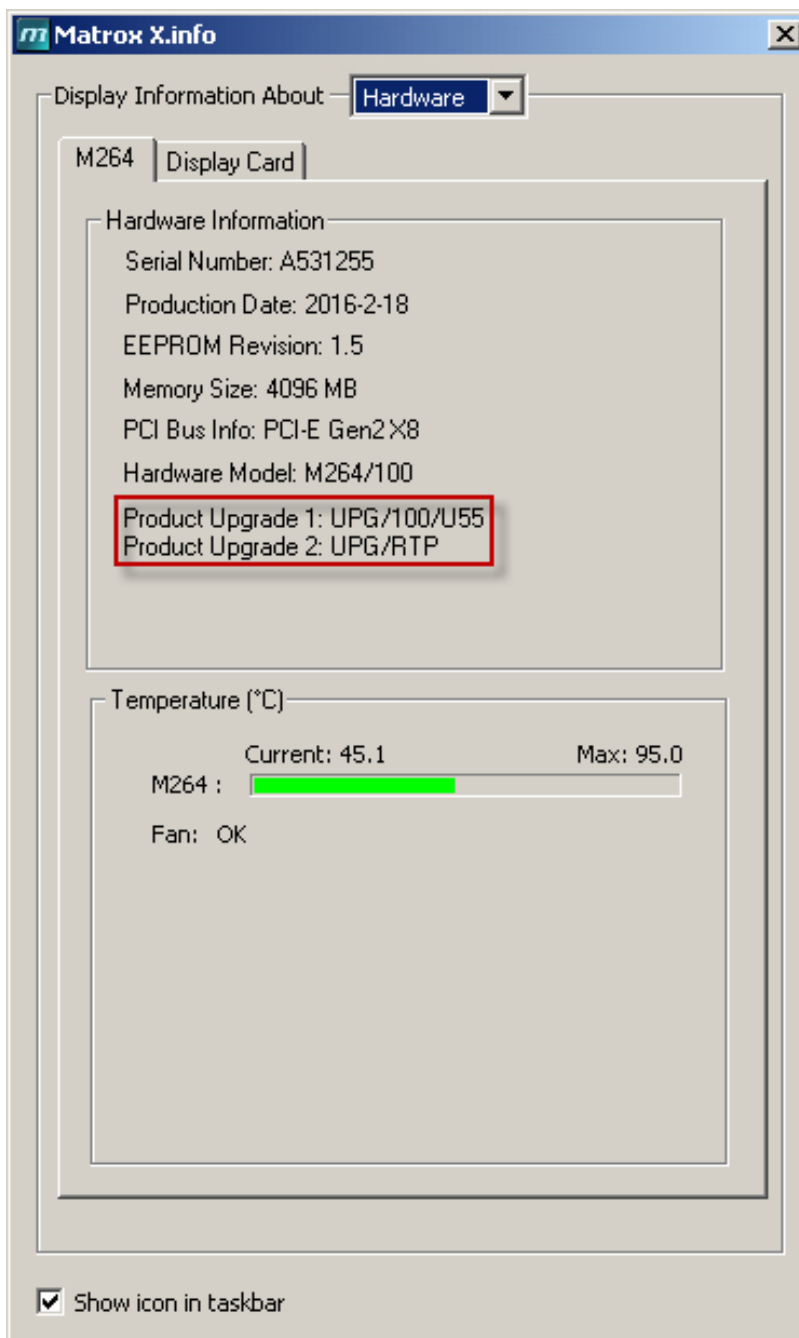 m Matrox X.info
Display Information About Hardware
M264 Display Card
Hardware Information
Serial Number: A531255
Production Date: 2016-2-18
EEPROM Revision: 1.5
Memory Size: 4096 MB
PCI Bus Info: PCI-E Gen2 X8
Hardware Model: M264/100
Product Upgrade 1: UPG/100/U55
Product Upgrade 2: UPG/RTP
Temperature (°C)
Current: 45.1 Max: 95.0
M264 :
Fan: OK
Show icon in taskbar